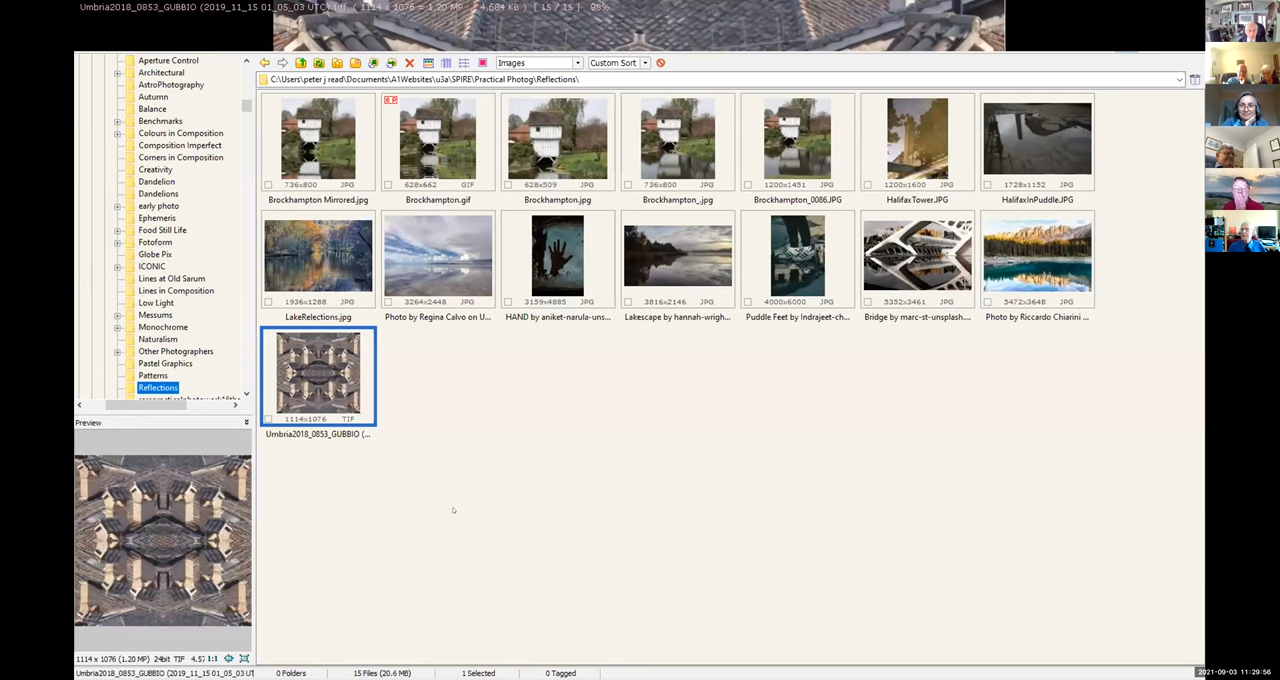 Umbria2018_0853_GUBBIO (2019_11_15 01_05_03 UTC).tiff ( 1114 x 1076 = 1.20 MP - 4,684 KB ) [ 15 / 15 ] 98%
Images
Custom Sort
C:\Users\peter j read\Documents\A1Websites\u3a\SPIRE\Practical Photog\Reflections\
Aperture Control
Architectural
AstroPhotography
Autumn
Balance
Benchmarks
Colours in Composition
Composition Imperfect
Corners in Composition
Creativity
Dandelion
Dandelions
early photo
Ephemeris
Food Still Life
Fotoform
Globe Pix
ICONIC
Lines at Old Sarum
Lines in Composition
Low Light
Messums
Monochrome
Naturalism
Other Photographers
Pastel Graphics
Patterns
Reflections
736x800 JPG
628x662 GIF
628x509 JPG
736x800 JPG
1200x1451 JPG
1200x1600 JPG
1728x1152 JPG
Brockhampton Mirrored.jpg
Brockhampton.gif
Brockhampton.jpg
Brockhampton_.jpg
Brockhampton_0086.JPG
HalifaxTower.JPG
HalifaxInPuddle.JPG
1936x1288 JPG
3264x2448 JPG
3159x4885 JPG
3816x2146 JPG
4000x6000 JPG
5352x3461 JPG
5472x3648 JPG
LakeRelections.jpg
Photo by Regina Calvo on U...
HAND by aniket-narula-uns...
Lakescape by hannah-wrigh...
Puddle Feet by Indrajeet-ch...
Bridge by marc-st-unsplash....
Photo by Riccardo Chiarini ...
1114x1076 TIF
Umbria2018_0853_GUBBIO (...
Preview
1114 x 1076 (1.20 MP) 24bit TIF 4.57 1:1
Umbria2018_0853_GUBBIO (2019_11_15 01_05_03 UT
0 Folders
15 Files (20.6 MB)
1 Selected
0 Tagged
2021-09-03 11:29:56